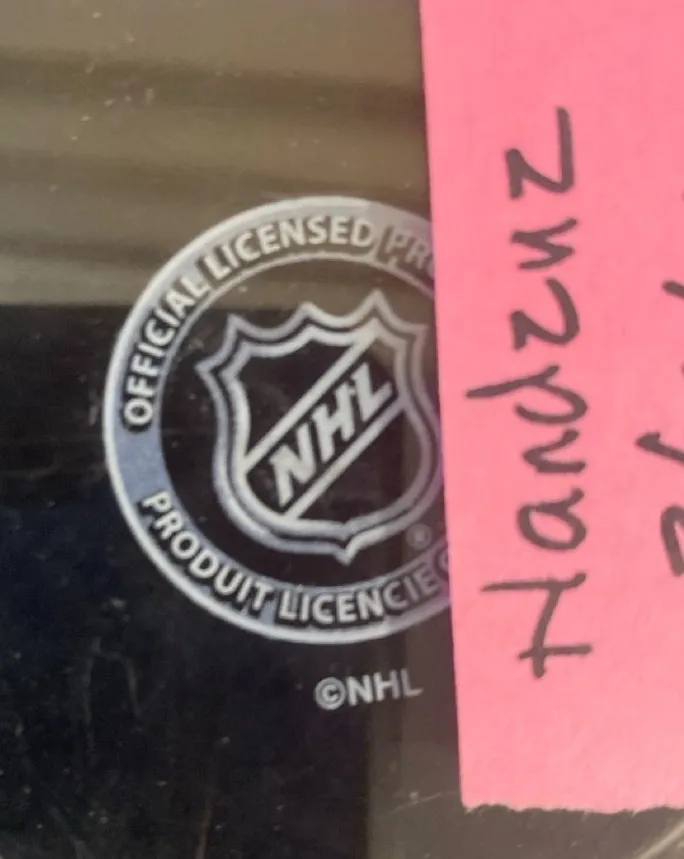 OFFICIAL LICENSED
NHL
®
PRODUIT LICENCIE
©NHL
Handzuz